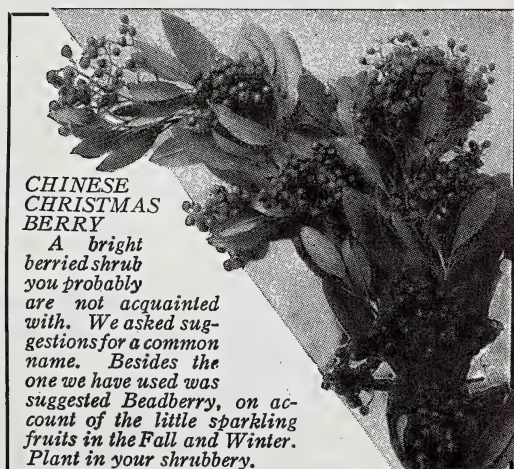 CHINESE
CHRISTMAS
BERRY
A bright
berried shrub
you probably
are not acquainted
with. We asked sug-
gestions for a common
name. Besides the
one we have used was
suggested Beadberry, on ac-
count of the little sparkling
fruits in the Fall and Winter.
Plant in your shrubbery.